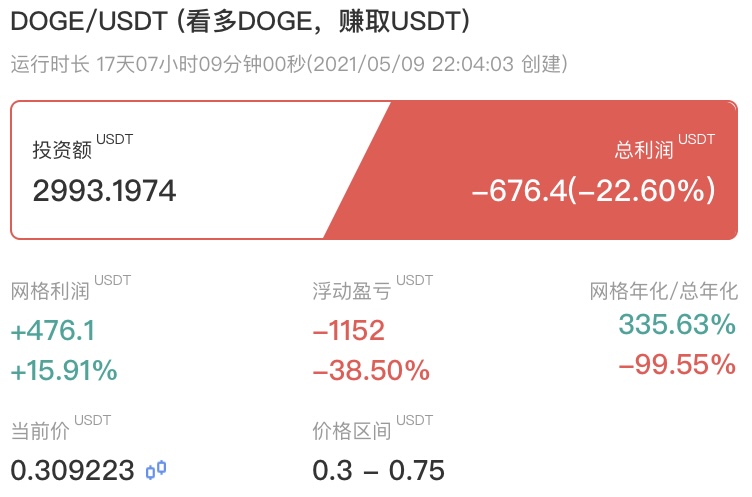 DOGE/USDT (看多DOGE，赚取USDT)
运行时长 17天07小时09分钟00秒(2021/05/09 22:04:03 创建)
投资额 USDT
2993.1974
总利润 USDT
-676.4(-22.60%)
网格利润 USDT
+476.1
+15.91%
浮动盈亏 USDT
-1152
-38.50%
网格年化/总年化
335.63%
-99.55%
当前价 USDT
0.309223
价格区间 USDT
0.3 – 0.75